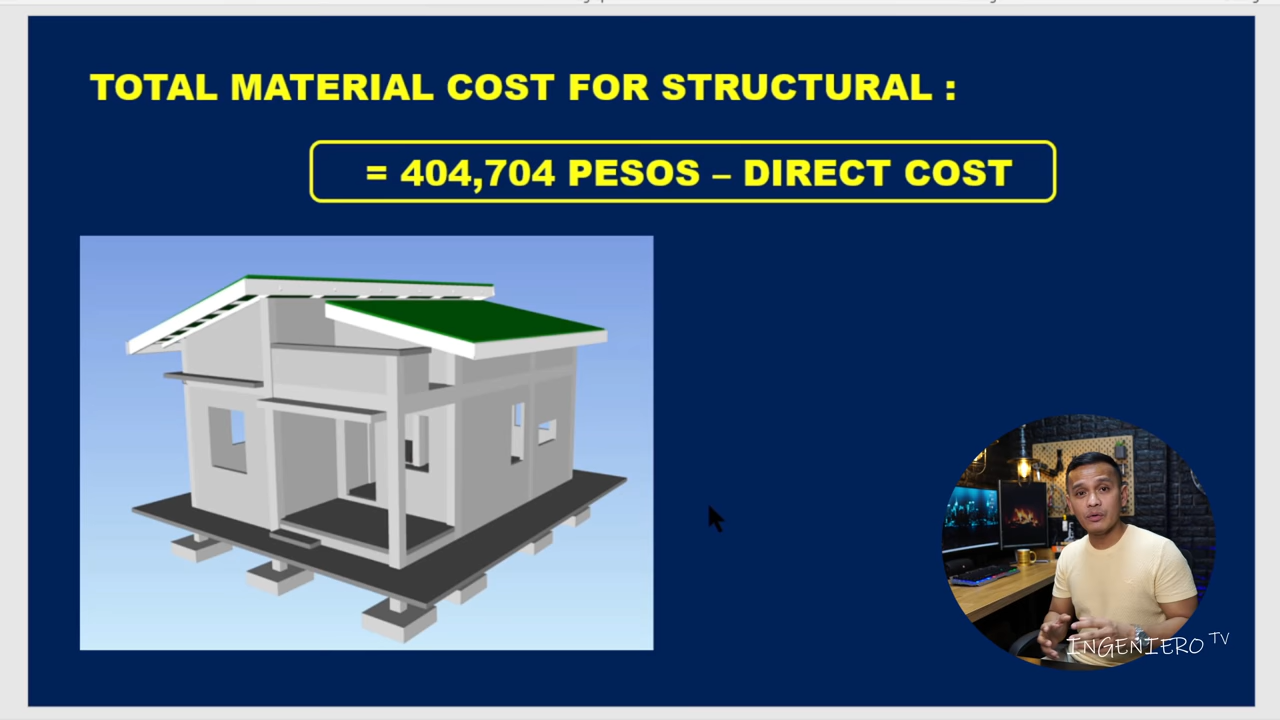 TOTAL MATERIAL COST FOR STRUCTURAL :
= 404,704 PESOS – DIRECT COST
INGENIERO TV